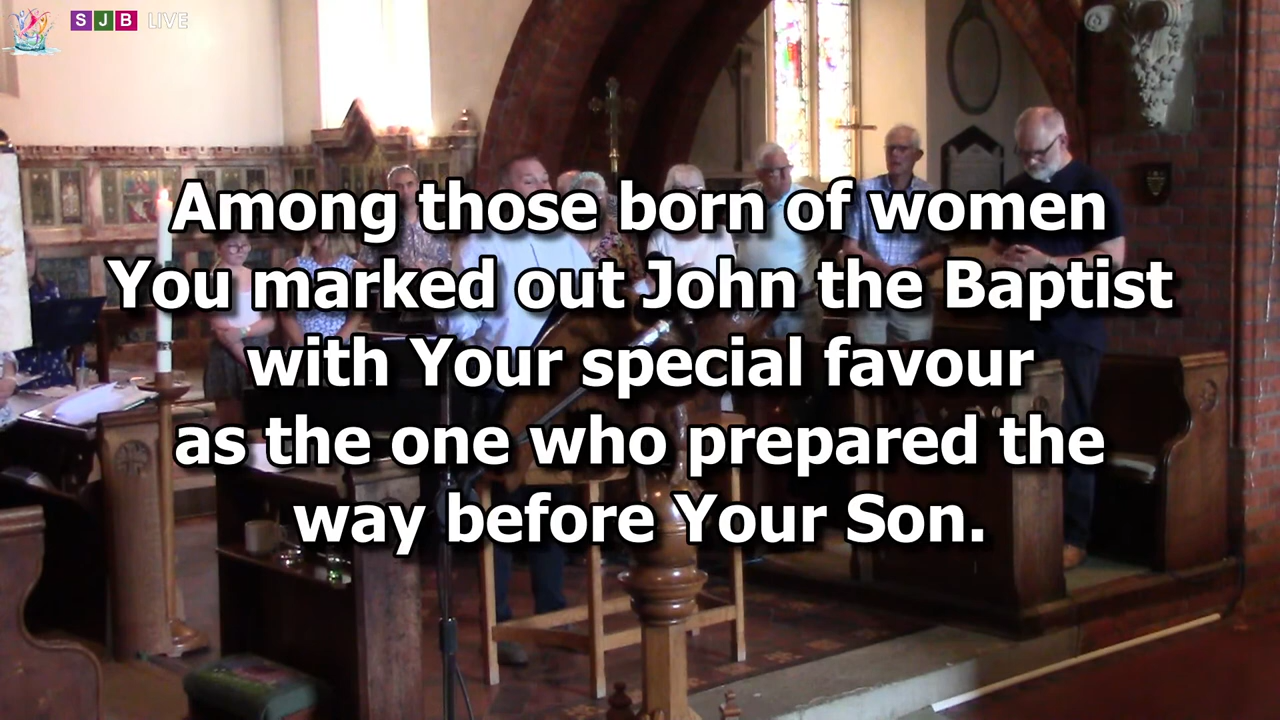 SJB LIVE
Among those born of women
You marked out John the Baptist
with Your special favour
as the one who prepared the
way before Your Son.